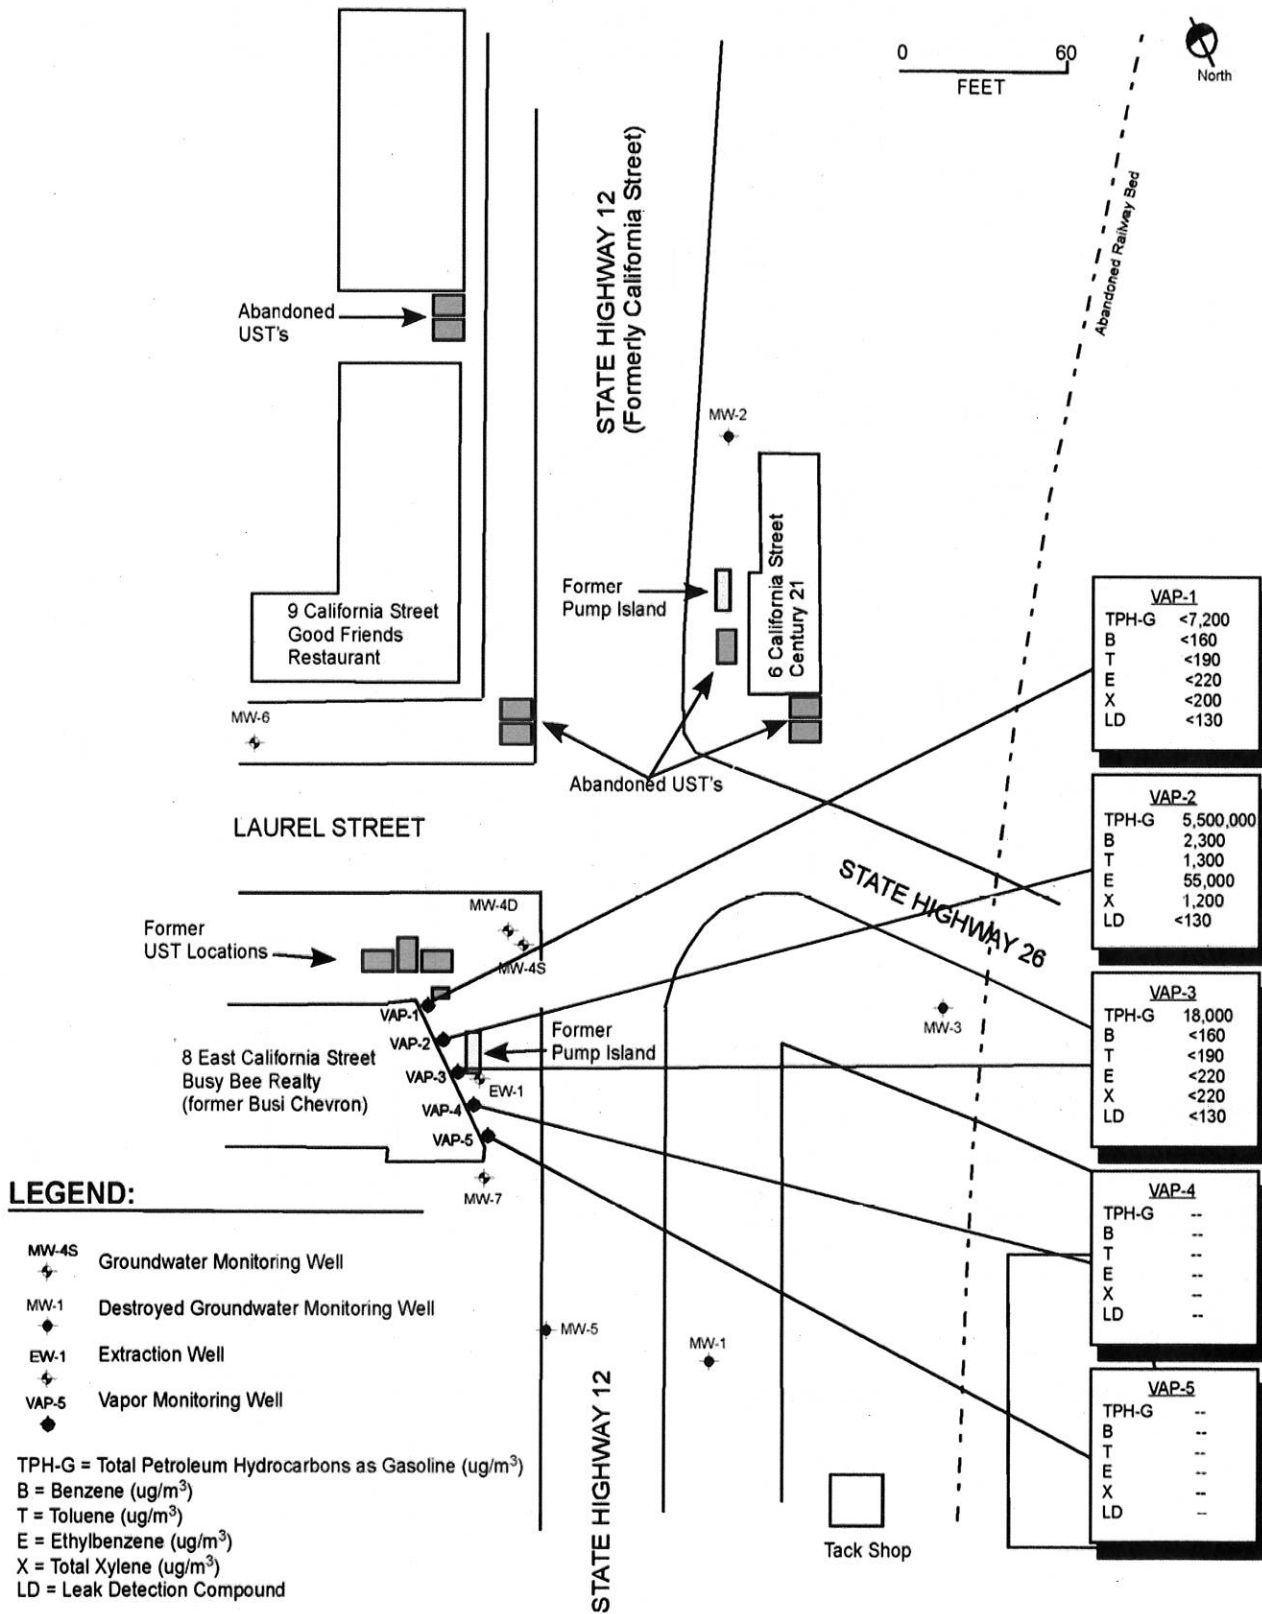 0 60
FEET
North
Abandoned Railway Bed
STATE HIGHWAY 12
(Formerly California Street)
Abandoned
UST's
MW-2
Former
Pump Island
6 California Street
Century 21
9 California Street
Good Friends
Restaurant
MW-6
Abandoned UST's
LAUREL STREET
STATE HIGHWAY 26
MW-4D
MW-4S
Former
UST Locations
VAP-1
VAP-2
VAP-3
VAP-4
VAP-5
Former
Pump Island
EW-1
MW-3
8 East California Street
Busy Bee Realty
(former Busi Chevron)
MW-7
MW-5
MW-1
STATE HIGHWAY 12
Tack Shop
VAP-1
TPH-G <7,200
B <160
T <190
E <220
X <200
LD <130
VAP-2
TPH-G 5,500,000
B 2,300
T 1,300
E 55,000
X 1,200
LD <130
VAP-3
TPH-G 18,000
B <160
T <190
E <220
X <220
LD <130
VAP-4
TPH-G --
B --
T --
E --
X --
LD --
VAP-5
TPH-G --
B --
T --
E --
X --
LD --
LEGEND:
MW-4S Groundwater Monitoring Well
MW-1 Destroyed Groundwater Monitoring Well
EW-1 Extraction Well
VAP-5 Vapor Monitoring Well
TPH-G = Total Petroleum Hydrocarbons as Gasoline (ug/m³)
B = Benzene (ug/m³)
T = Toluene (ug/m³)
E = Ethylbenzene (ug/m³)
X = Total Xylene (ug/m³)
LD = Leak Detection Compound